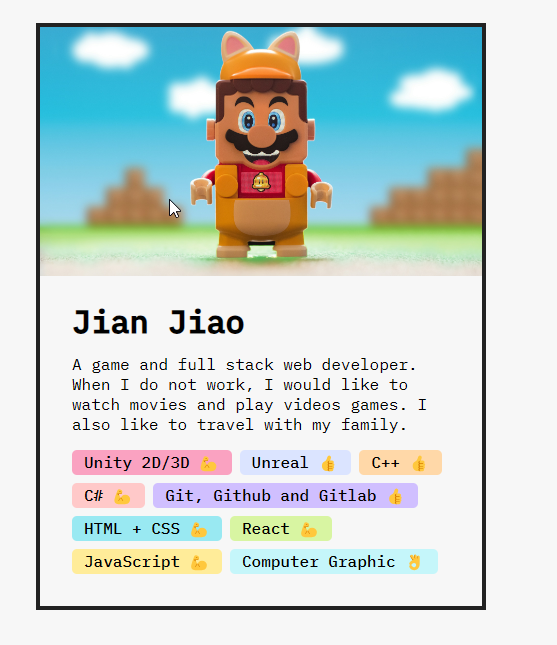 Jian Jiao
A game and full stack web developer.
When I do not work, I would like to
watch movies and play videos games. I
also like to travel with my family.
Unity 2D/3D 💪 Unreal 👍 C++ 👍
C# 💪 Git, Github and Gitlab 👍
HTML + CSS 💪 React 💪
JavaScript 💪 Computer Graphic 👌